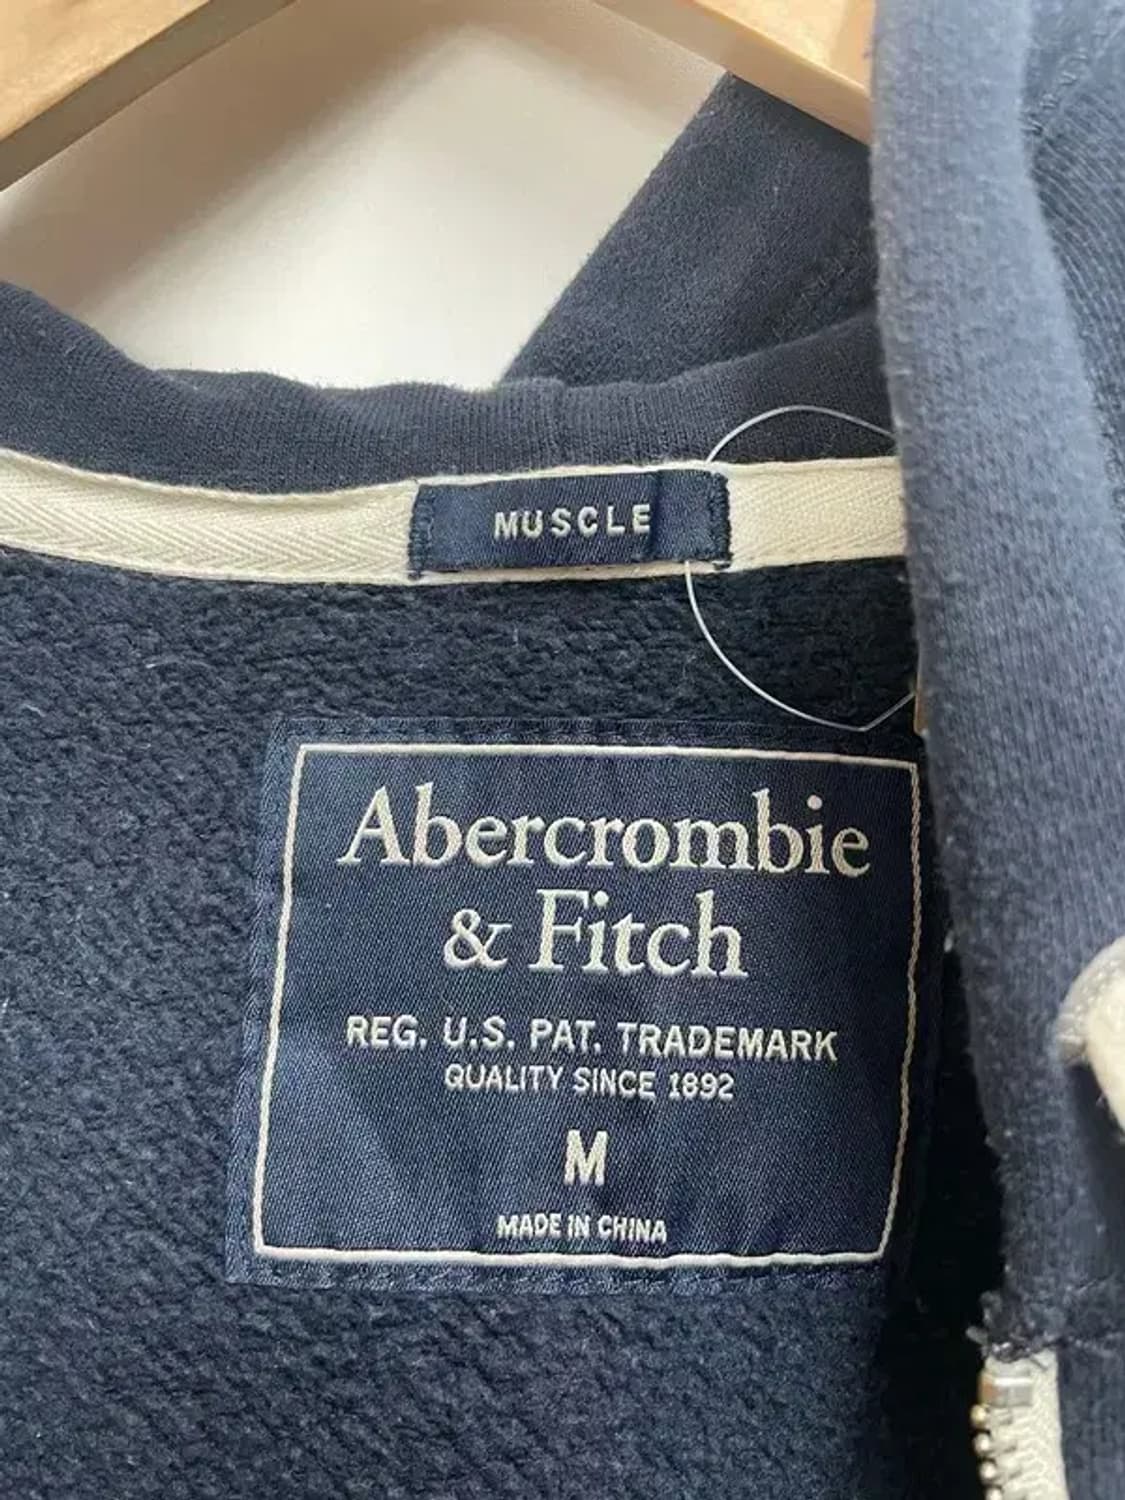 MUSCLE
Abercrombie
& Fitch
REG. U.S. PAT. TRADEMARK
QUALITY SINCE 1892
M
MADE IN CHINA